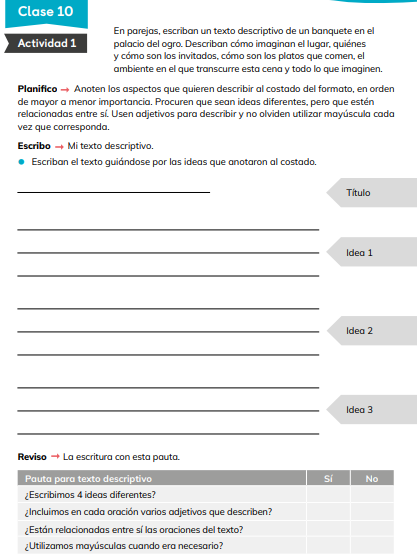 Clase 10
Actividad 1
En parejas, escriban un texto descriptivo de un banquete en el
palacio del ogro. Describan cómo imaginan el lugar, quiénes
y cómo son los invitados, cómo son los platos que comen, el
ambiente en el que transcurre esta cena y todo lo que imaginen.
Planifico → Anoten los aspectos que quieren describir al costado del formato, en orden
de mayor a menor importancia. Procuren que sean ideas diferentes, pero que estén
relacionadas entre sí. Usen adjetivos para describir y no olviden utilizar mayúscula cada
vez que corresponda.
Escribo → Mi texto descriptivo.
● Escriban el texto guiándose por las ideas que anotaron al costado.
Título
Idea 1
Idea 2
Idea 3
Reviso → La escritura con esta pauta.
Pauta para texto descriptivo Sí No
¿Escribimos 4 ideas diferentes?
¿Incluimos en cada oración varios adjetivos que describen?
¿Están relacionadas entre sí las oraciones del texto?
¿Utilizamos mayúsculas cuando era necesario?